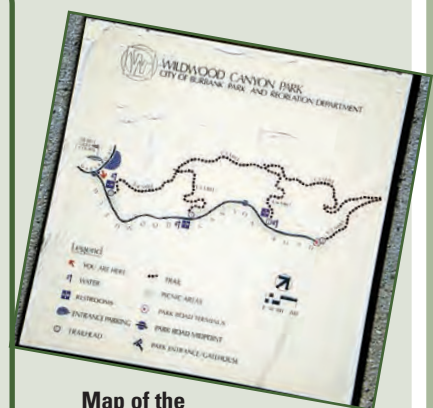 WILDWOOD CANYON PARK
CITY OF BURBANK PARK AND RECREATION DEPARTMENT
Legend
YOU ARE HERE
WATER
RESTROOMS
ENTRANCE PARKING
TRAILHEAD
TRAIL
PICNIC AREAS
PARK ROAD TERMINUS
PARK ROAD MIDPOINT
PARK ENTRANCE/GATEHOUSE
Map of the